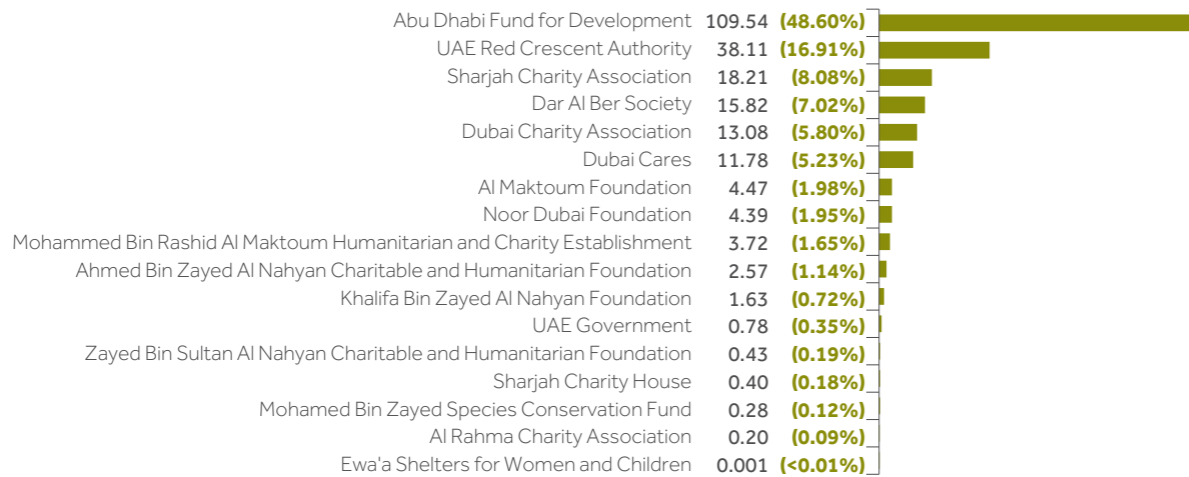 Abu Dhabi Fund for Development 109.54 (48.60%)
UAE Red Crescent Authority 38.11 (16.91%)
Sharjah Charity Association 18.21 (8.08%)
Dar Al Ber Society 15.82 (7.02%)
Dubai Charity Association 13.08 (5.80%)
Dubai Cares 11.78 (5.23%)
Al Maktoum Foundation 4.47 (1.98%)
Noor Dubai Foundation 4.39 (1.95%)
Mohammed Bin Rashid Al Maktoum Humanitarian and Charity Establishment 3.72 (1.65%)
Ahmed Bin Zayed Al Nahyan Charitable and Humanitarian Foundation 2.57 (1.14%)
Khalifa Bin Zayed Al Nahyan Foundation 1.63 (0.72%)
UAE Government 0.78 (0.35%)
Zayed Bin Sultan Al Nahyan Charitable and Humanitarian Foundation 0.43 (0.19%)
Sharjah Charity House 0.40 (0.18%)
Mohamed Bin Zayed Species Conservation Fund 0.28 (0.12%)
Al Rahma Charity Association 0.20 (0.09%)
Ewa'a Shelters for Women and Children 0.001 (<0.01%)